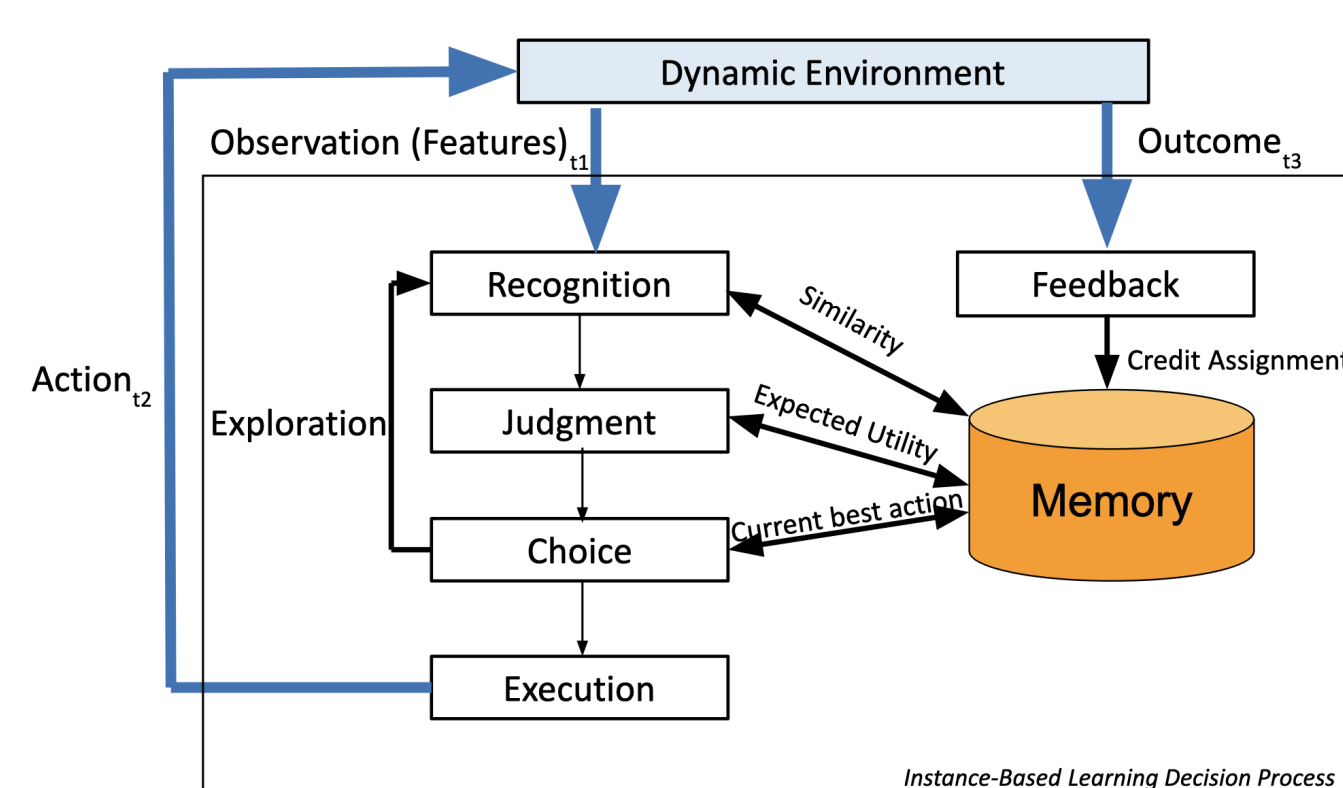 Dynamic Environment
Observation (Features)t1
Outcomet3
Recognition
Feedback
Similarity
Credit Assignment
Actiont2
Exploration
Judgment
Expected Utility
Memory
Current best action
Choice
Execution
Instance-Based Learning Decision Process